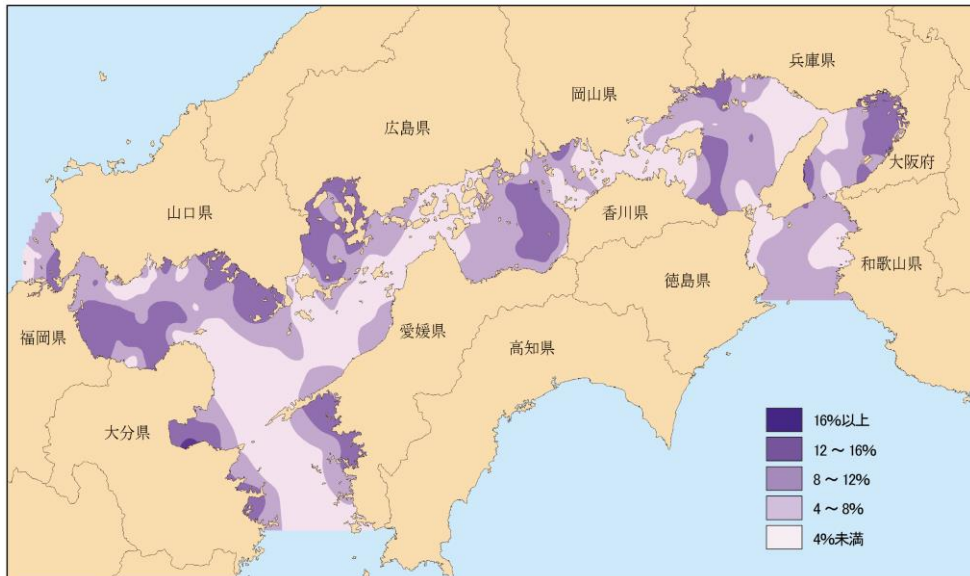 兵庫県
岡山県
広島県
大阪府
山口県
香川県
和歌山県
徳島県
福岡県
愛媛県
高知県
大分県
16%以上
12 ~ 16%
8 ~ 12%
4 ~ 8%
4%未満